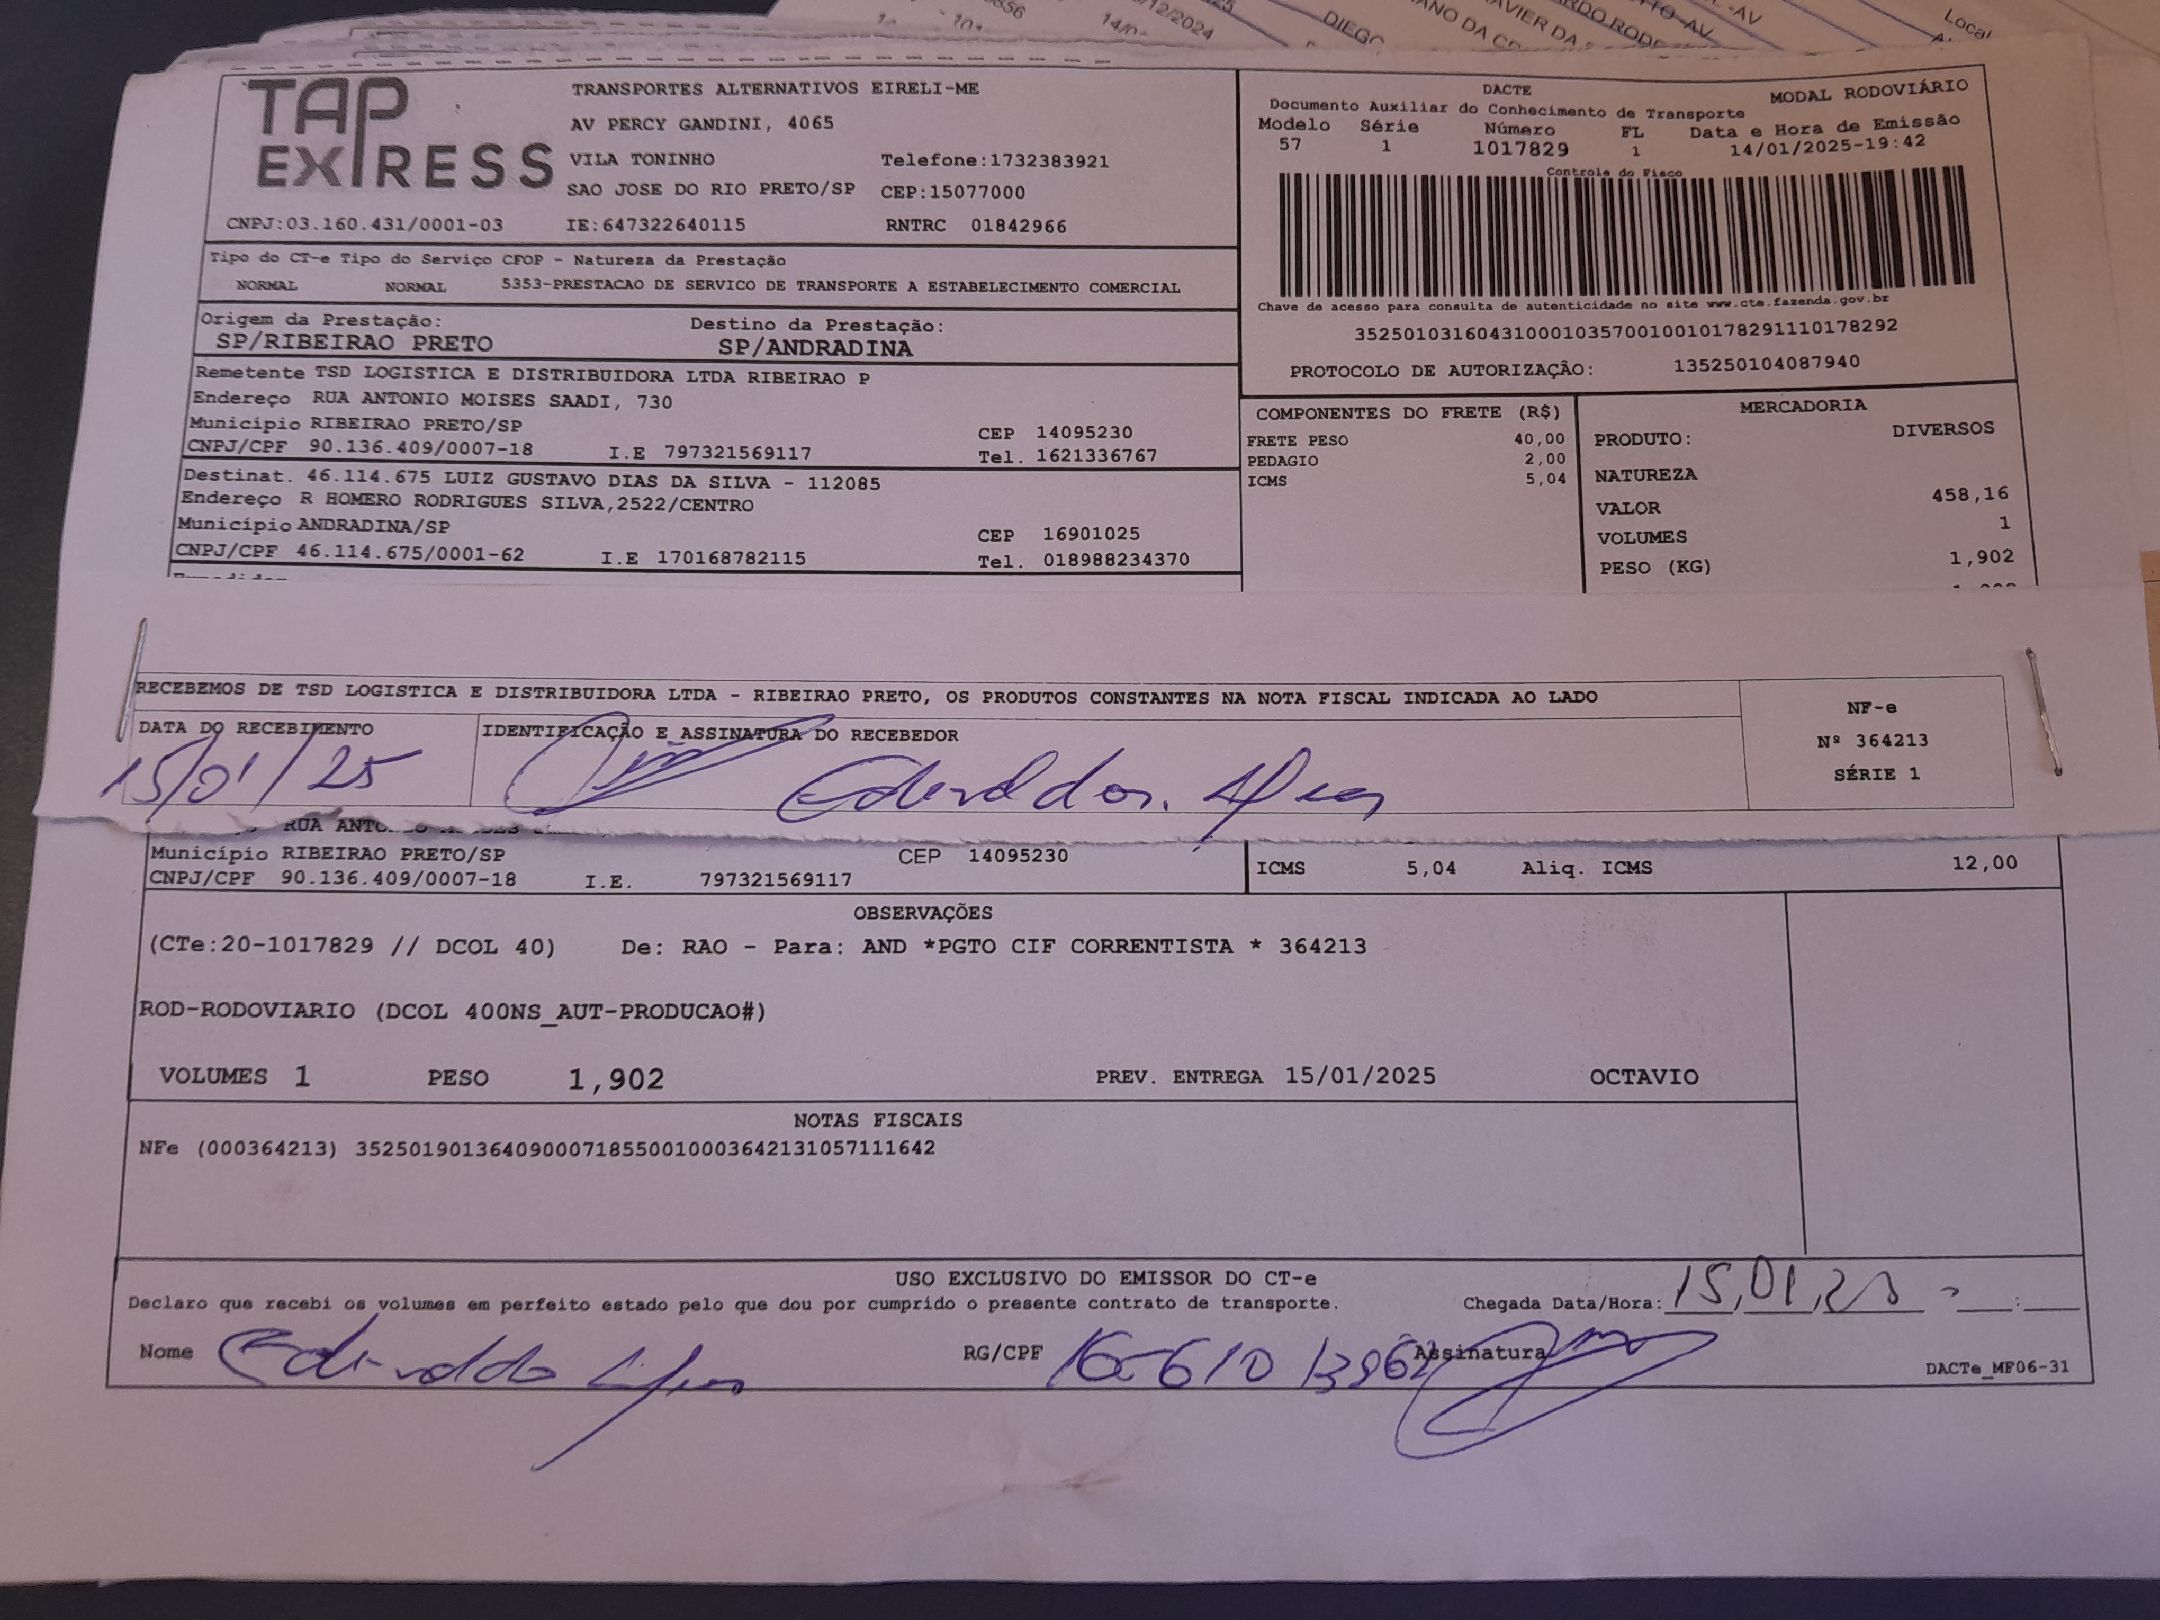 TAP EXPRESS
TRANSPORTES ALTERNATIVOS EIRELI-ME
AV PERCY GANDINI, 4065
VILA TONINHO Telefone:1732383921
SAO JOSE DO RIO PRETO/SP CEP:15077000
CNPJ:03.160.431/0001-03 IE:647322640115 RNTRC 01842966
DACTE MODAL RODOVIÁRIO
Documento Auxiliar do Conhecimento de Transporte
Modelo Série Número FL Data e Hora de Emissão
57 1 1017829 1 14/01/2025-19:42
Controle do Fisco
Chave de acesso para consulta de autenticidade no site www.cte.fazenda.gov.br
35250103160431000103570010010178291110178292
PROTOCOLO DE AUTORIZAÇÃO: 135250104087940
Tipo do CT-e Tipo do Serviço CFOP - Natureza da Prestação
NORMAL NORMAL 5353-PRESTACAO DE SERVICO DE TRANSPORTE A ESTABELECIMENTO COMERCIAL
Origem da Prestação: Destino da Prestação:
SP/RIBEIRAO PRETO SP/ANDRADINA
Remetente TSD LOGISTICA E DISTRIBUIDORA LTDA RIBEIRAO P
Endereço RUA ANTONIO MOISES SAADI, 730
Município RIBEIRAO PRETO/SP CEP 14095230
CNPJ/CPF 90.136.409/0007-18 I.E 797321569117 Tel. 1621336767
Destinat. 46.114.675 LUIZ GUSTAVO DIAS DA SILVA - 112085
Endereço R HOMERO RODRIGUES SILVA,2522/CENTRO
Município ANDRADINA/SP CEP 16901025
CNPJ/CPF 46.114.675/0001-62 I.E 170168782115 Tel. 018988234370
COMPONENTES DO FRETE (R$)
FRETE PESO 40,00
PEDAGIO 2,00
ICMS 5,04
MERCADORIA
PRODUTO: DIVERSOS
NATUREZA
VALOR 458,16
VOLUMES 1
PESO (KG) 1,902
RECEBEMOS DE TSD LOGISTICA E DISTRIBUIDORA LTDA - RIBEIRAO PRETO, OS PRODUTOS CONSTANTES NA NOTA FISCAL INDICADA AO LADO
DATA DO RECEBIMENTO IDENTIFICAÇÃO E ASSINATURA DO RECEBEDOR
15/01/25
NF-e
Nº 364213
SÉRIE 1
RUA
Município RIBEIRAO PRETO/SP CEP 14095230
CNPJ/CPF 90.136.409/0007-18 I.E. 797321569117
ICMS 5,04 Aliq. ICMS 12,00
OBSERVAÇÕES
(CTe:20-1017829 // DCOL 40) De: RAO - Para: AND *PGTO CIF CORRENTISTA * 364213
ROD-RODOVIARIO (DCOL 400NS_AUT-PRODUCAO#)
VOLUMES 1 PESO 1,902 PREV. ENTREGA 15/01/2025 OCTAVIO
NOTAS FISCAIS
NFe (000364213) 35250190136409000718550010003642131057111642
USO EXCLUSIVO DO EMISSOR DO CT-e
Declaro que recebi os volumes em perfeito estado pelo que dou por cumprido o presente contrato de transporte. Chegada Data/Hora: 15,01,25
Nome RG/CPF Assinatura
DACTe_MF06-31